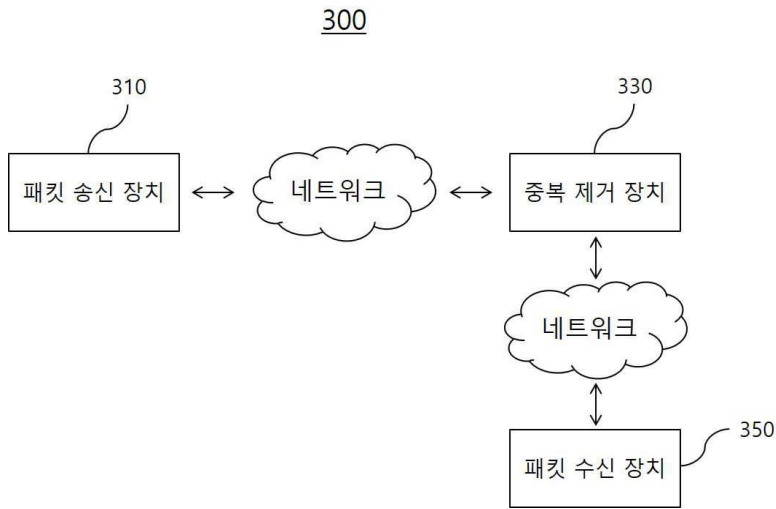 300
310
330
패킷 송신 장치
네트워크
중복 제거 장치
네트워크
350
패킷 수신 장치